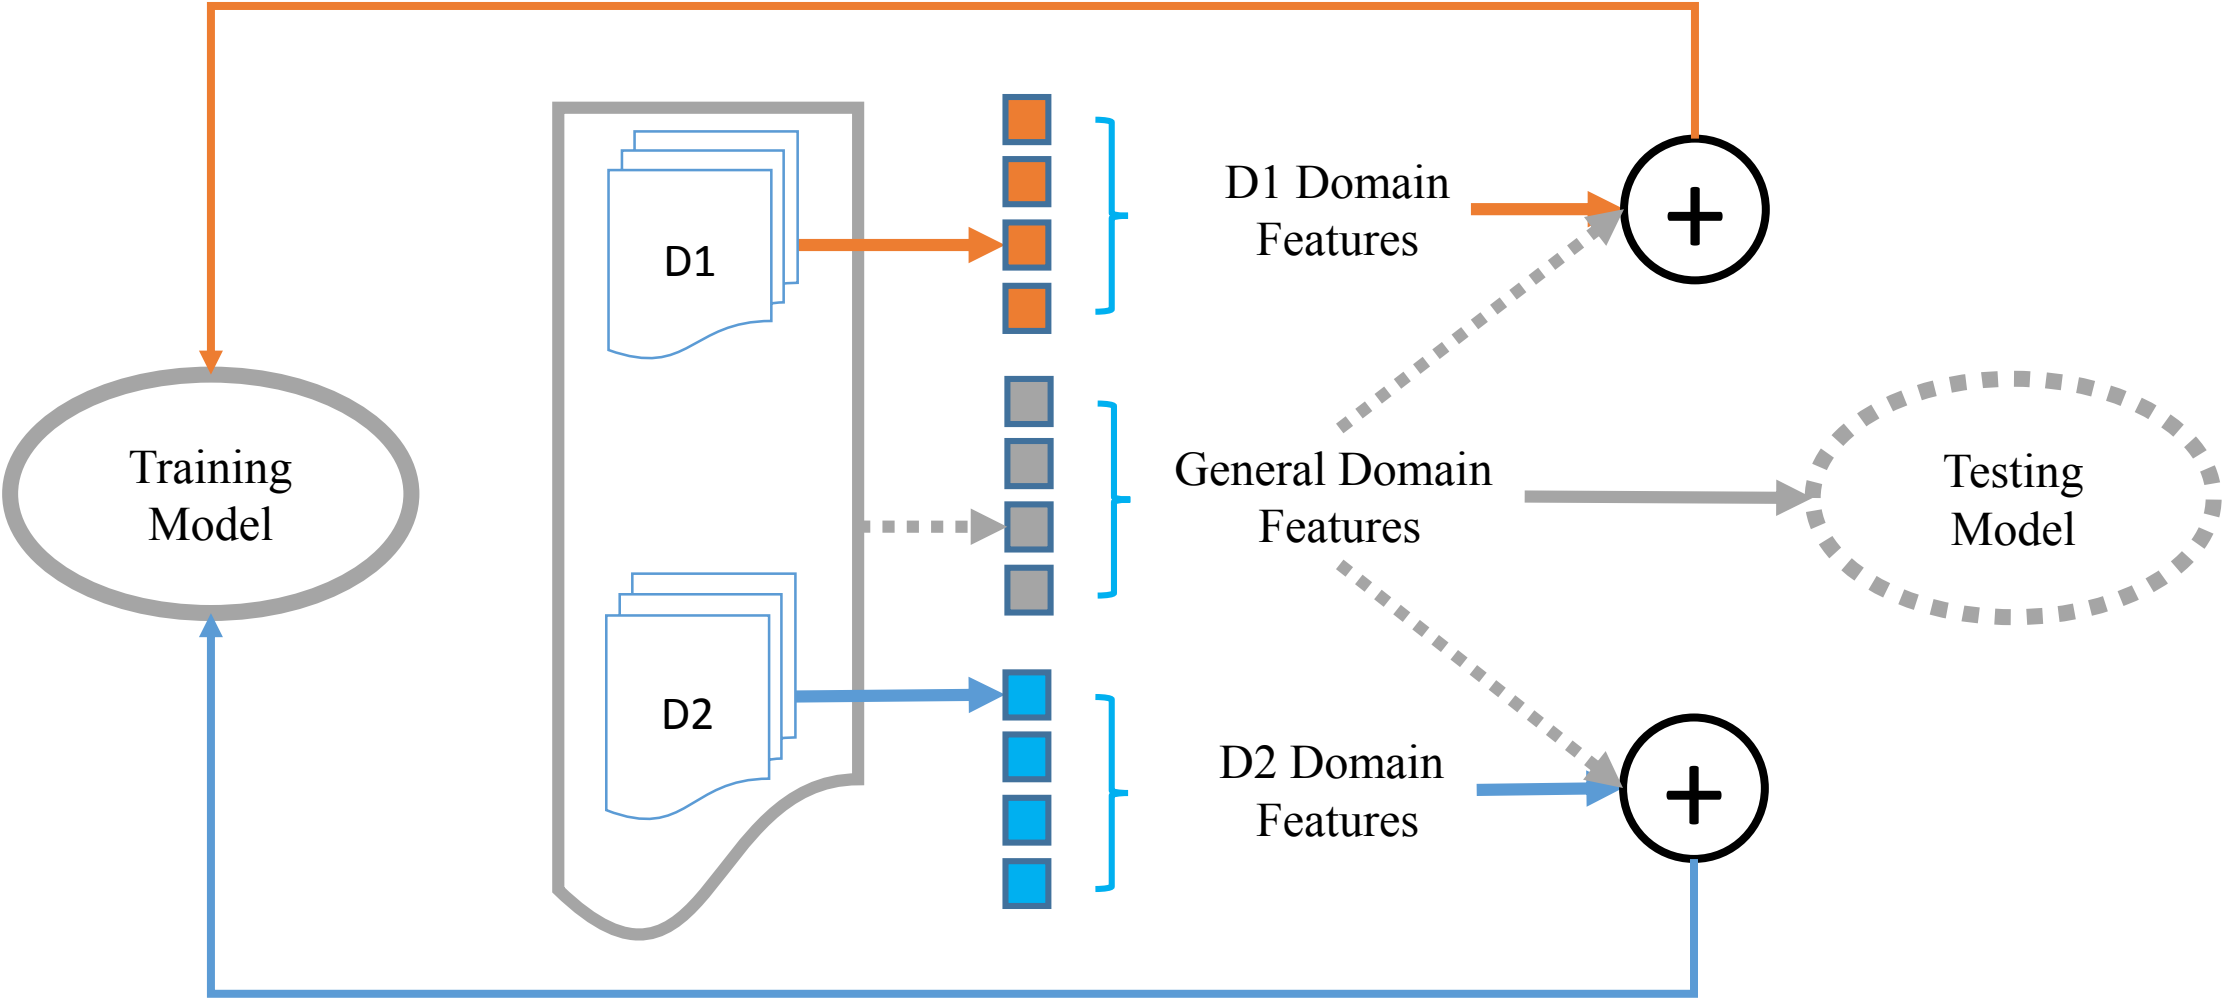 D1 Domain
Features
D1
Training
Model
General Domain
Features
Testing
Model
D2
D2 Domain
Features